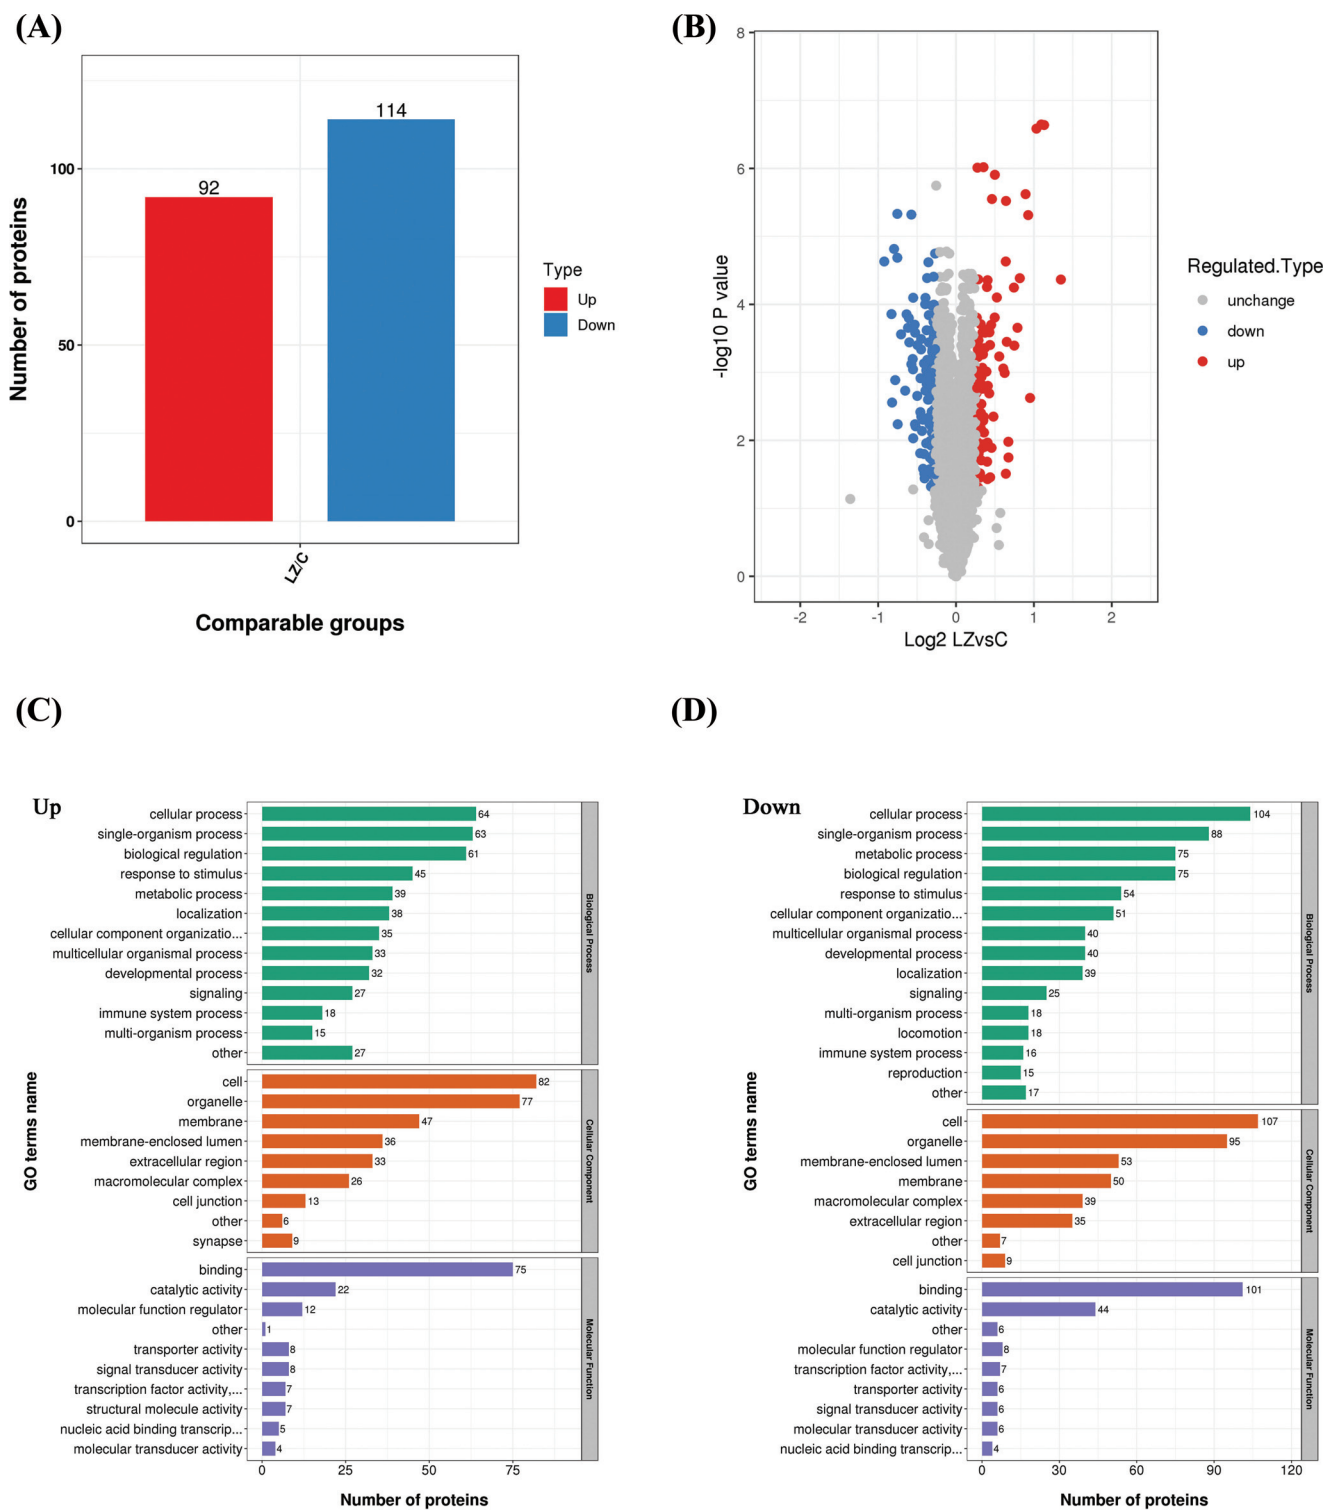 (A)
114
92
100
50
0
Number of proteins
LZ/C
Comparable groups
Type
Up
Down
(B)
8
6
4
2
0
-log10 P value
-2
-1
0
1
2
Log2 LZvsC
Regulated.Type
unchange
down
up
(C)
Up
cellular process 64
single-organism process 63
biological regulation 61
response to stimulus 45
metabolic process 39
localization 38
cellular component organizatio... 35
multicellular organismal process 33
developmental process 32
signaling 27
immune system process 18
multi-organism process 15
other 27
Biological Process
cell 82
organelle 77
membrane 47
membrane-enclosed lumen 36
extracellular region 33
macromolecular complex 26
cell junction 13
other 6
synapse 9
Cellular Component
binding 75
catalytic activity 22
molecular function regulator 12
other 1
transporter activity 8
signal transducer activity 8
transcription factor activity,... 7
structural molecule activity 7
nucleic acid binding transcrip... 5
molecular transducer activity 4
Molecular Function
GO terms name
0 25 50 75
Number of proteins
(D)
Down
cellular process 104
single-organism process 88
metabolic process 75
biological regulation 75
response to stimulus 54
cellular component organizatio... 51
multicellular organismal process 40
developmental process 40
localization 39
signaling 25
multi-organism process 18
locomotion 18
immune system process 16
reproduction 15
other 17
Biological Process
cell 107
organelle 95
membrane-enclosed lumen 53
membrane 50
macromolecular complex 39
extracellular region 35
other 7
cell junction 9
Cellular Component
binding 101
catalytic activity 44
other 6
molecular function regulator 8
transcription factor activity,... 7
transporter activity 6
signal transducer activity 6
molecular transducer activity 6
nucleic acid binding transcrip... 4
Molecular Function
GO terms name
0 30 60 90 120
Number of proteins